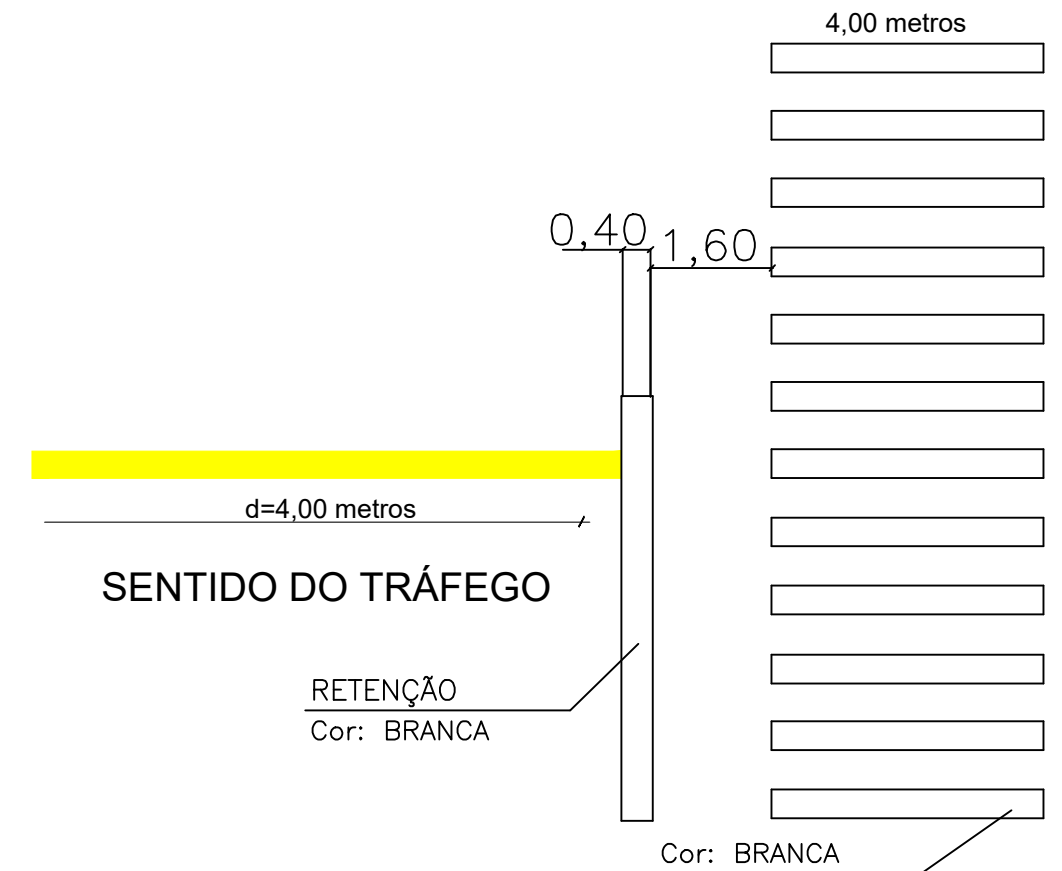 4,00 metros
0,40
1,60
d=4,00 metros
SENTIDO DO TRÁFEGO
RETENÇÃO
Cor: BRANCA
Cor: BRANCA